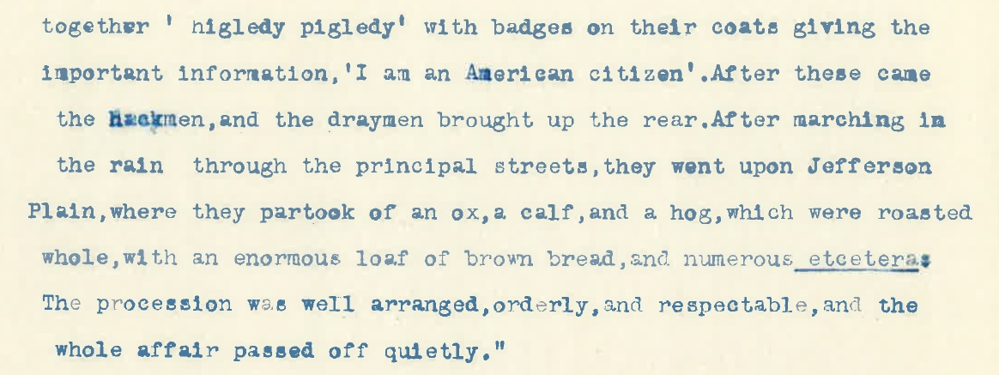 together ' higledy pigledy' with badges on their coats giving the
important information,'I am an American citizen'.After these came
the hackmen,and the draymen brought up the rear.After marching in
the rain through the principal streets,they went upon Jefferson
Plain,where they partook of an ox,a calf,and a hog,which were roasted
whole,with an enormous loaf of brown bread,and numerous etceteras
The procession was well arranged,orderly,and respectable,and the
whole affair passed off quietly."